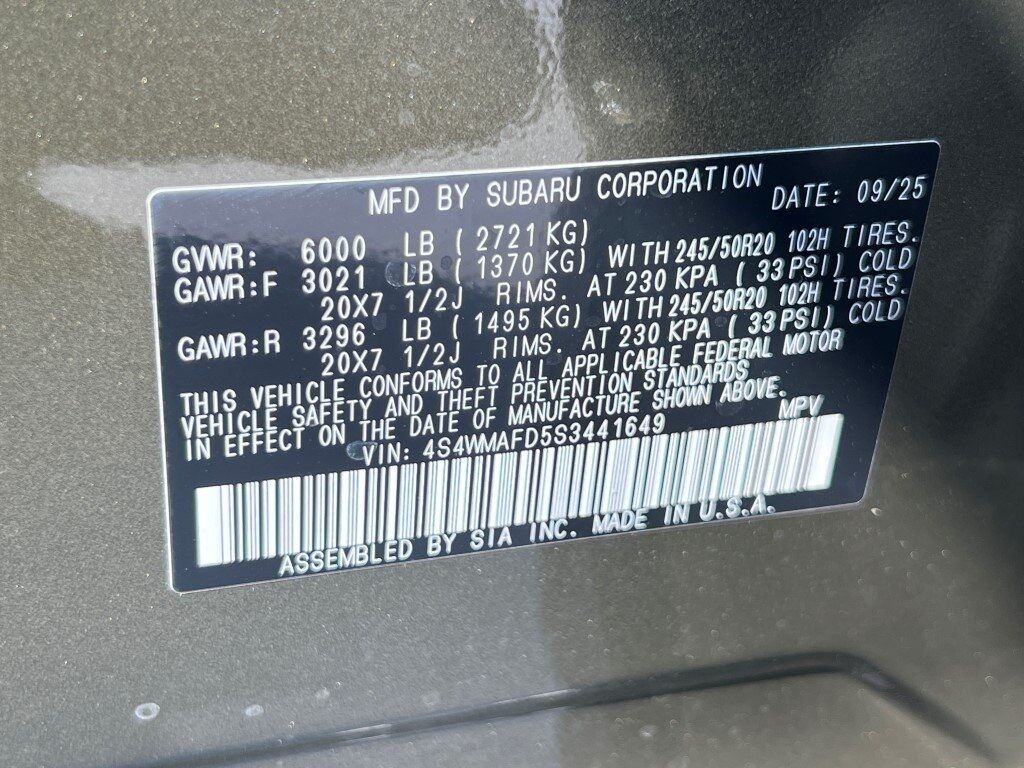 MFD BY SUBARU CORPORATION DATE: 09/25
GVWR: 6000 LB ( 2721 KG)
GAWR:F 3021 LB ( 1370 KG) WITH 245/50R20 102H TIRES.
20X7 1/2J RIMS. AT 230 KPA ( 33 PSI) COLD
GAWR:R 3296 LB ( 1495 KG) WITH 245/50R20 102H TIRES.
20X7 1/2J RIMS. AT 230 KPA ( 33 PSI) COLD
THIS VEHICLE CONFORMS TO ALL APPLICABLE FEDERAL MOTOR
VEHICLE SAFETY AND THEFT PREVENTION STANDARDS
IN EFFECT ON THE DATE OF MANUFACTURE SHOWN ABOVE.
VIN: 4S4WMAFD5S3441649 MPV
ASSEMBLED BY SIA INC. MADE IN U.S.A.